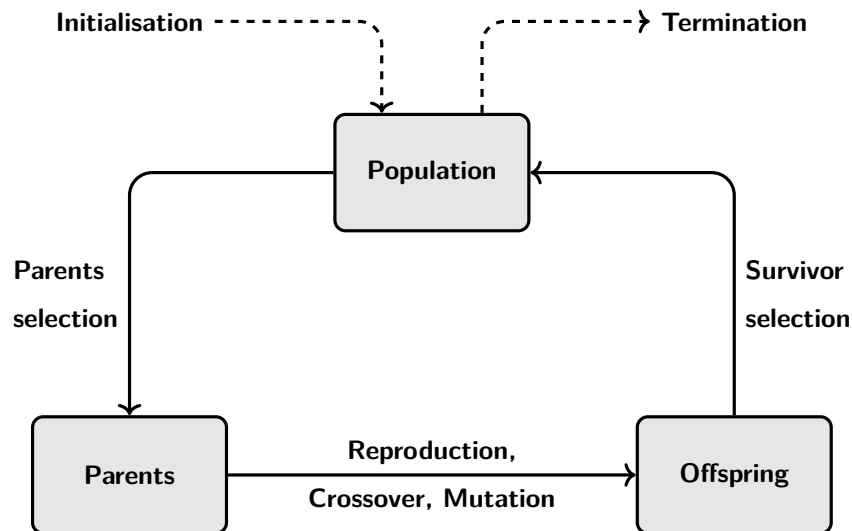 Initialisation
Termination
Population
Parents
selection
Survivor
selection
Parents
Reproduction,
Crossover, Mutation
Offspring